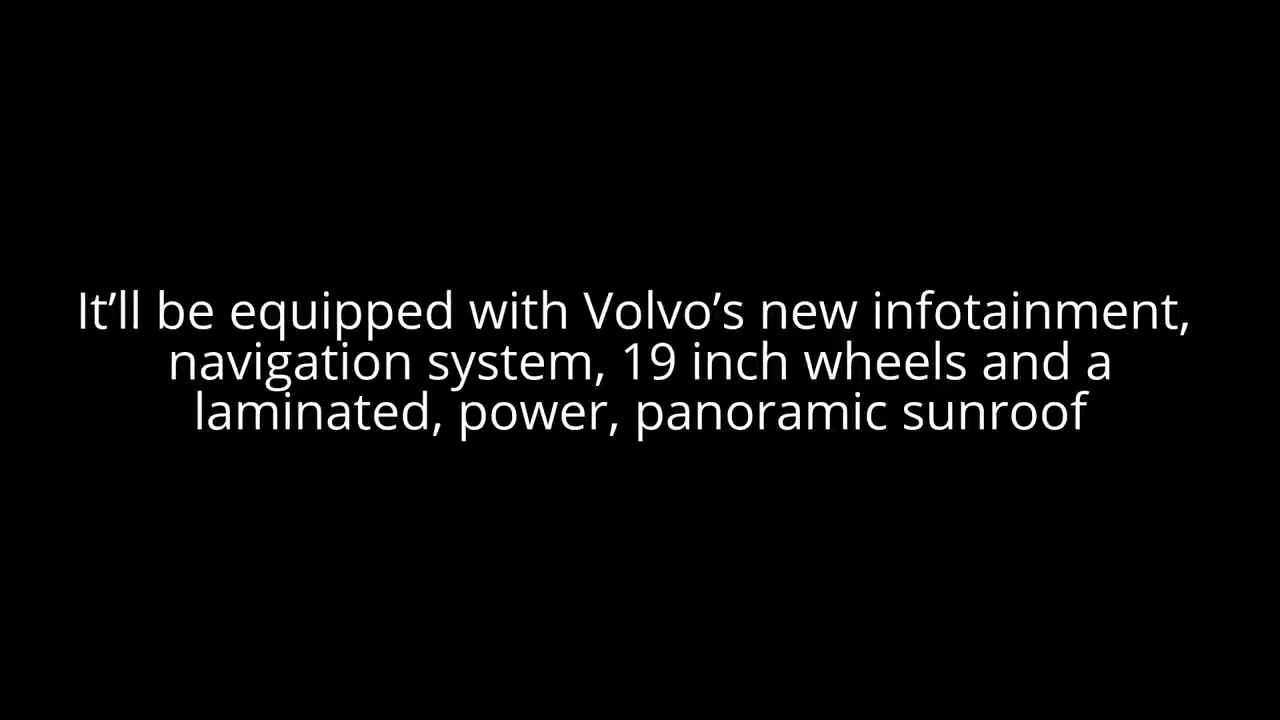 It’ll be equipped with Volvo’s new infotainment,
navigation system, 19 inch wheels and a
laminated, power, panoramic sunroof